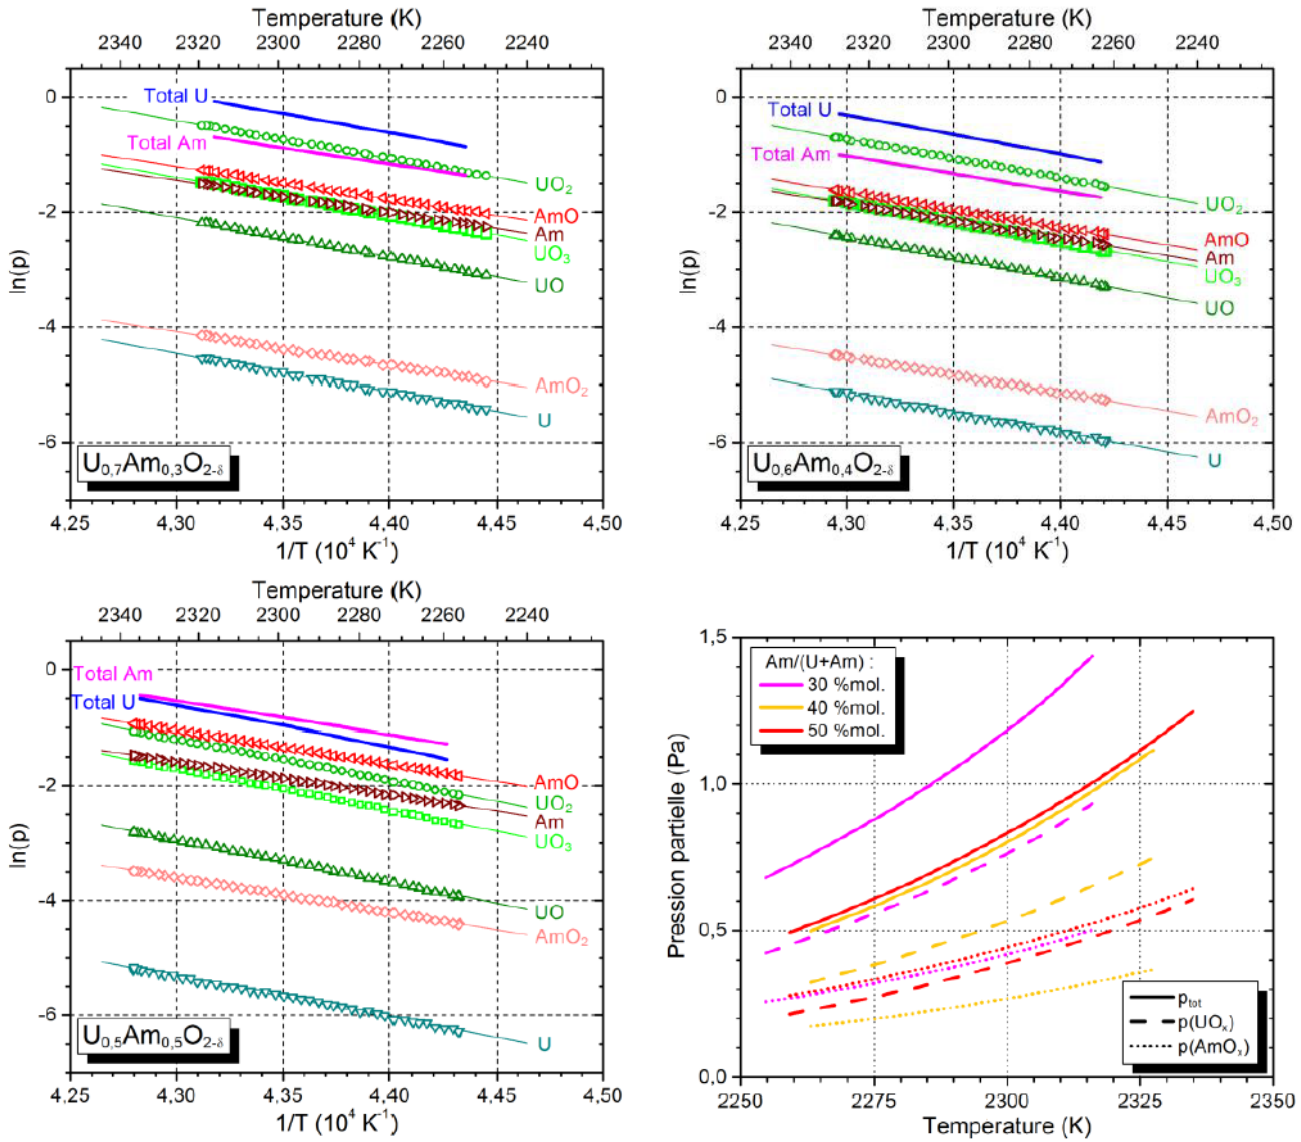 Temperature (K)
2340 2320 2300 2280 2260 2240
0
-2
-4
-6
ln(p)
Total U
Total Am
UO₂
AmO
Am
UO₃
UO
AmO₂
U
U₀,₇Am₀,₃O₂₋δ
4,25 4,30 4,35 4,40 4,45 4,50
1/T (10⁴ K⁻¹)
Temperature (K)
2340 2320 2300 2280 2260 2240
0
-2
-4
-6
ln(p)
Total U
Total Am
UO₂
AmO
Am
UO₃
UO
AmO₂
U
U₀,₆Am₀,₄O₂₋δ
4,25 4,30 4,35 4,40 4,45 4,50
1/T (10⁴ K⁻¹)
Temperature (K)
2340 2320 2300 2280 2260 2240
0
-2
-4
-6
ln(p)
Total Am
Total U
AmO
UO₂
Am
UO₃
UO
AmO₂
U
U₀,₅Am₀,₅O₂₋δ
4,25 4,30 4,35 4,40 4,45 4,50
1/T (10⁴ K⁻¹)
1,5
1,0
0,5
0,0
Pression partielle (Pa)
Am/(U+Am) :
30 %mol.
40 %mol.
50 %mol.
pₜₒₜ
p(UOₓ)
p(AmOₓ)
2250 2275 2300 2325 2350
Temperature (K)